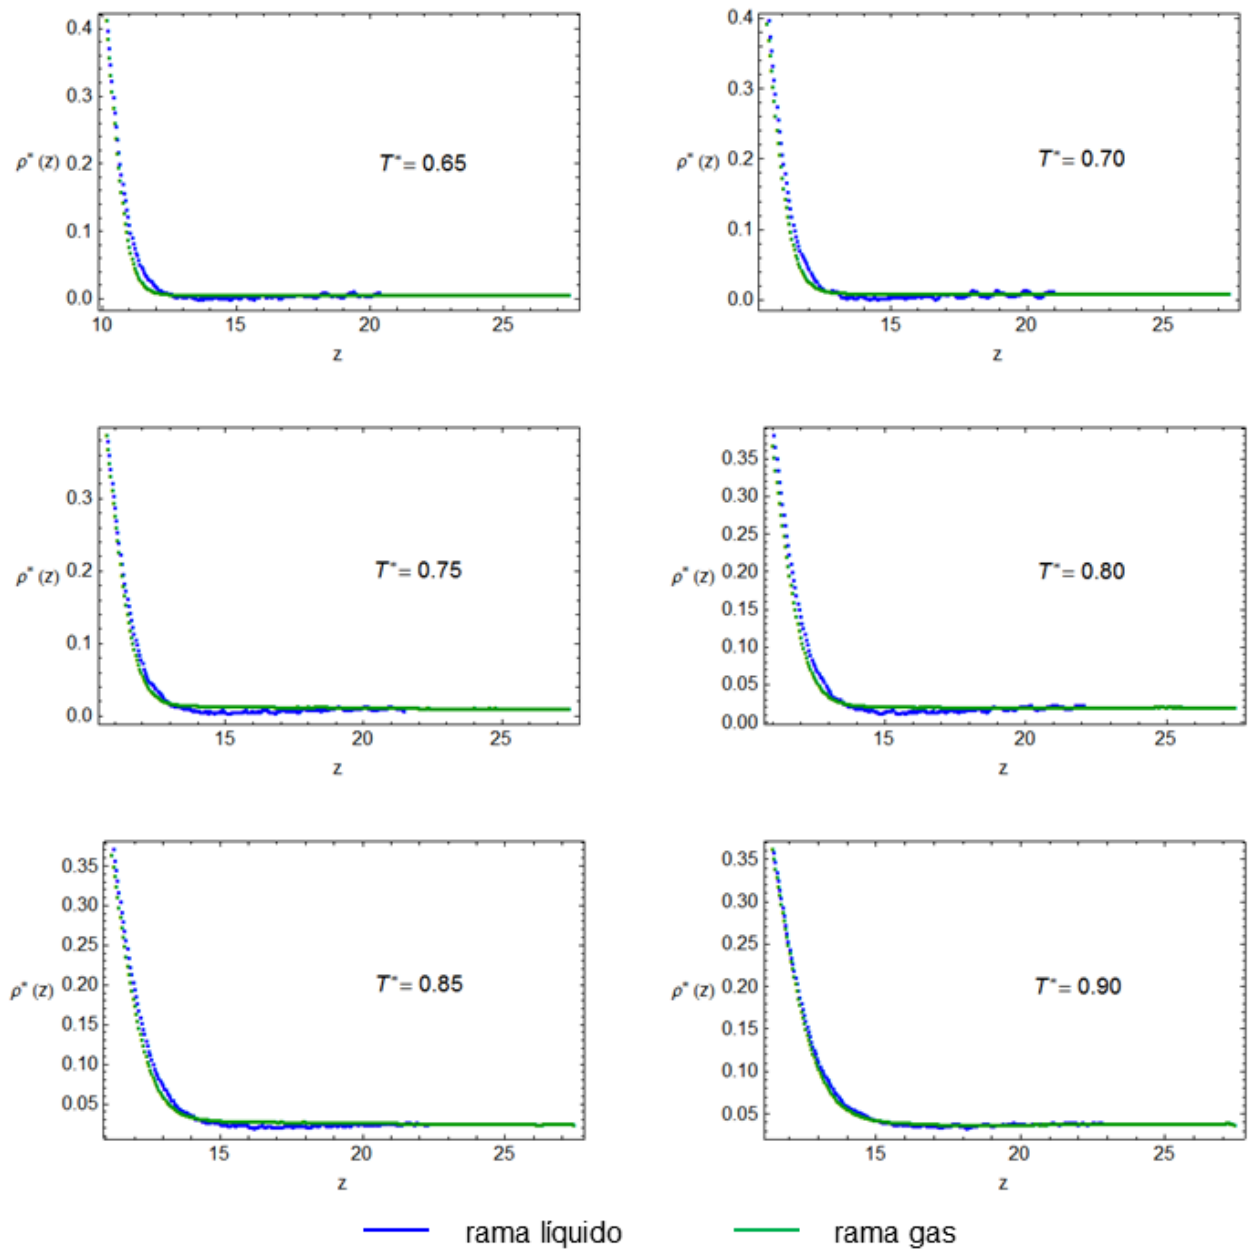 0.4
0.3
ρ* (z) 0.2
0.1
0.0
T*= 0.65
10 15 20 25
z
0.4
0.3
ρ* (z) 0.2
0.1
0.0
T*= 0.70
15 20 25
z
0.3
ρ* (z) 0.2
0.1
0.0
T*= 0.75
15 20 25
z
0.35
0.30
0.25
ρ* (z) 0.20
0.15
0.10
0.05
0.00
T*= 0.80
15 20 25
z
0.35
0.30
0.25
ρ* (z) 0.20
0.15
0.10
0.05
T*= 0.85
15 20 25
z
0.35
0.30
0.25
ρ* (z) 0.20
0.15
0.10
0.05
T*= 0.90
15 20 25
z
rama líquido rama gas